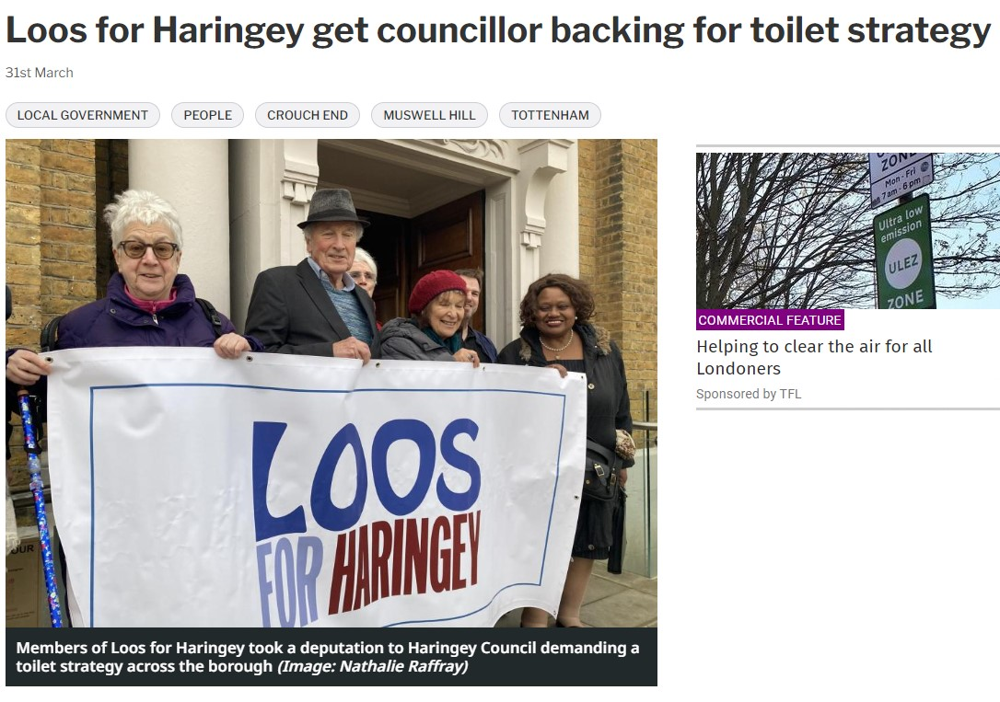 Loos for Haringey get councillor backing for toilet strategy
31st March
LOCAL GOVERNMENT
PEOPLE
CROUCH END
MUSWELL HILL
TOTTENHAM
LOOS
FOR HARINGEY
OUR
Members of Loos for Haringey took a deputation to Haringey Council demanding a
toilet strategy across the borough (Image: Nathalie Raffray)
ZONE
Mon - Fri
7am - 6pm
Ultra low
emission
ULEZ
ZONE
COMMERCIAL FEATURE
Helping to clear the air for all
Londoners
Sponsored by TFL